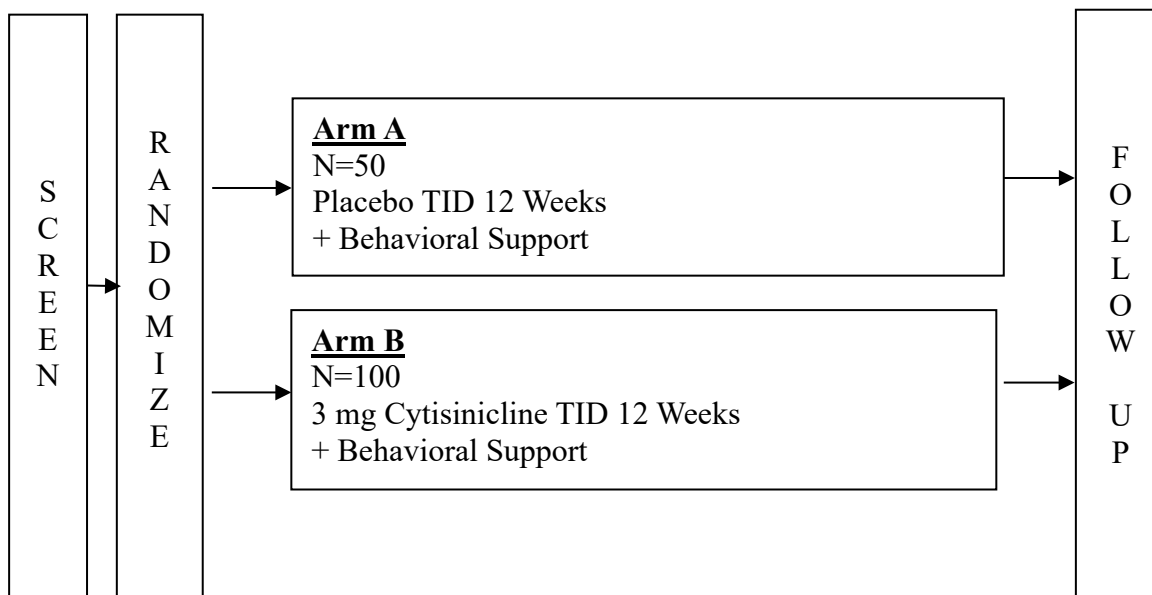 SCREEN
RANDOMIZE
Arm A
N=50
Placebo TID 12 Weeks
+ Behavioral Support
Arm B
N=100
3 mg Cytisinicline TID 12 Weeks
+ Behavioral Support
FOLLOW UP